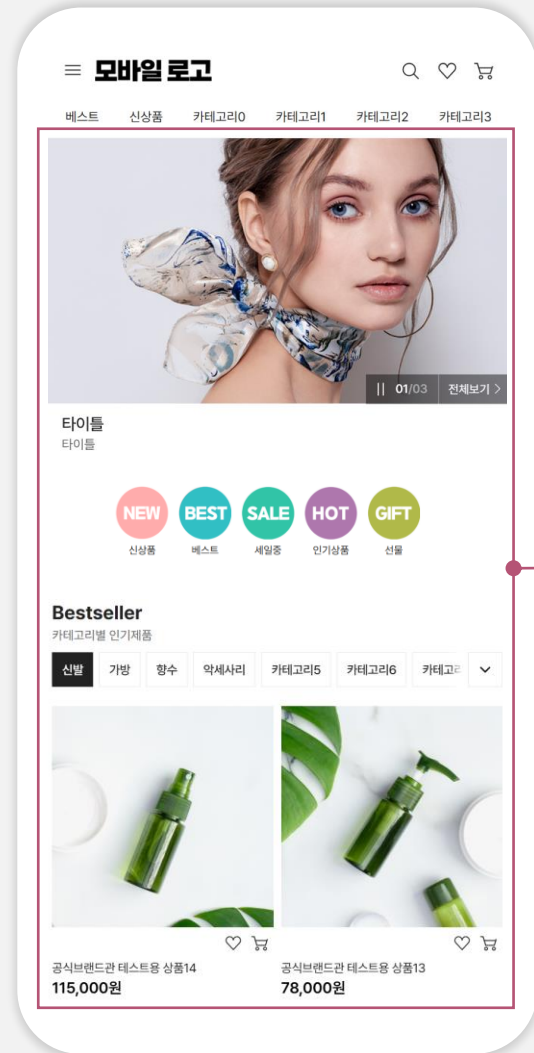 모바일 로고
베스트 신상품 카테고리0 카테고리1 카테고리2 카테고리3
01/03 전체보기 >
타이틀
타이틀
NEW BEST SALE HOT GIFT
신상품 베스트 세일중 인기상품 선물
Bestseller
카테고리별 인기제품
신발 가방 향수 악세사리 카테고리5 카테고리6
공식브랜드관 테스트용 상품14 공식브랜드관 테스트용 상품13
115,000원 78,000원